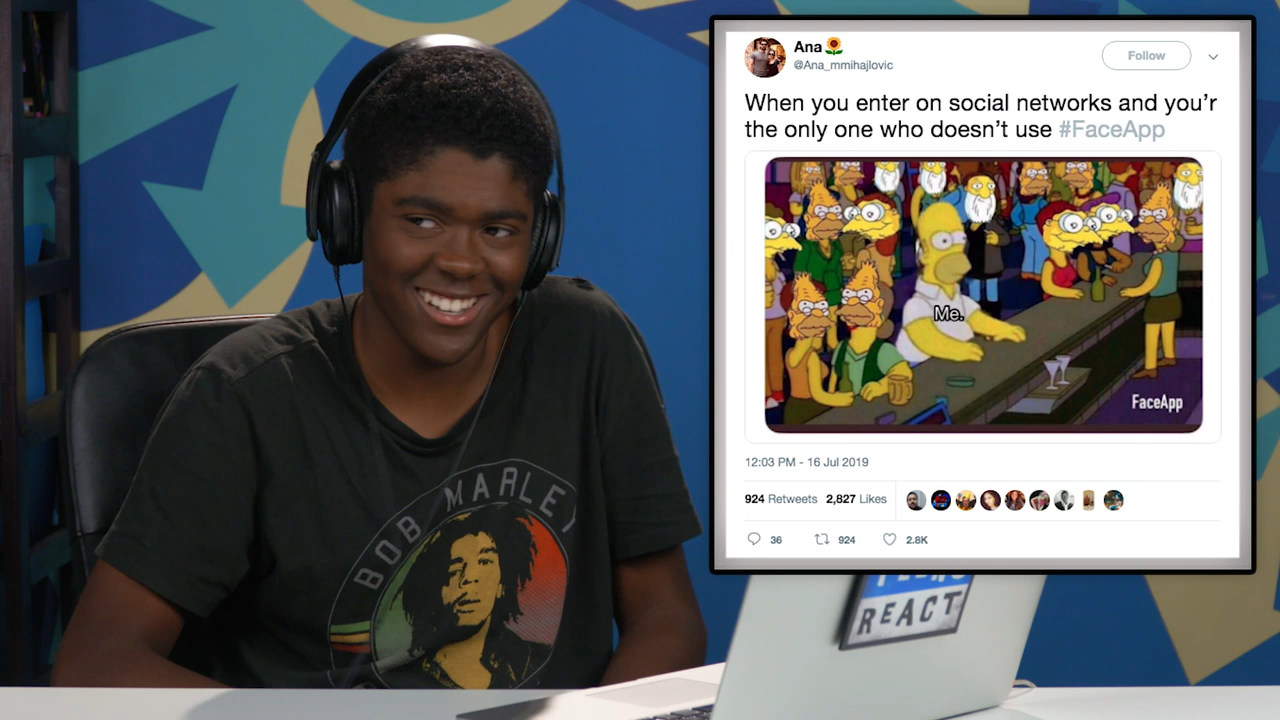 Ana
@Ana_mmihajlovic
Follow
When you enter on social networks and you'r
the only one who doesn't use #FaceApp
Me.
FaceApp
12:03 PM - 16 Jul 2019
924 Retweets 2,827 Likes
36 924 2.8K
BOB MARLEY
REACT